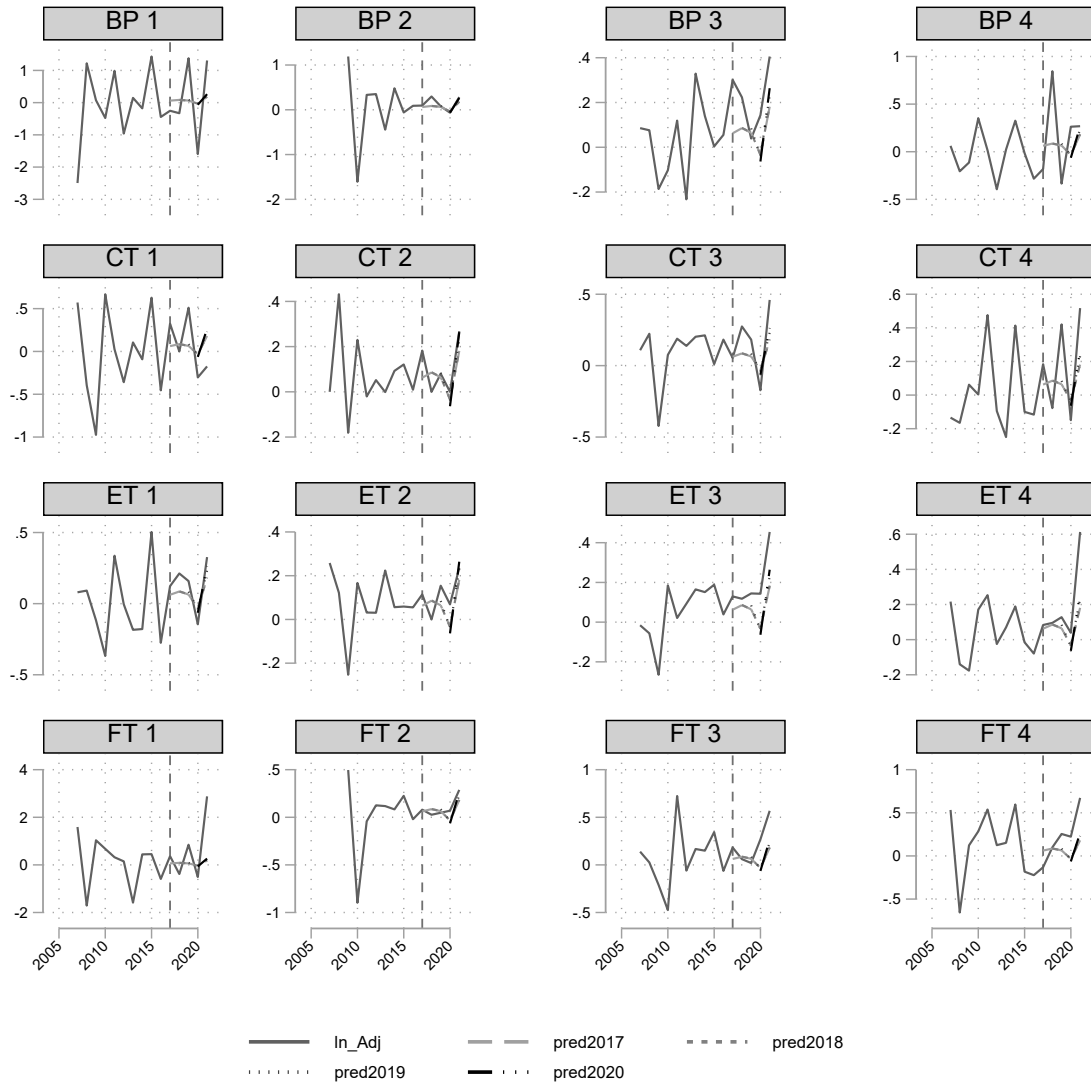 BP 1 BP 2 BP 3 BP 4
1 1 .4 1
0 0 .2 .5
-1 -1 0 0
-2 -2 -.2 -.5
-3
CT 1 CT 2 CT 3 CT 4
.5 .4 .5 .6
0 .2 0 .4
-.5 0 -.5 .2
-1 -.2 0
-.2
ET 1 ET 2 ET 3 ET 4
.5 .4 .4 .6
0 .2 .2 .4
-.5 0 0 .2
-.2 -.2 0
-.2
FT 1 FT 2 FT 3 FT 4
4 .5 1 1
2 0 .5 .5
0 -.5 0 0
-2 -1 -.5 -.5
2005 2010 2015 2020 2005 2010 2015 2020 2005 2010 2015 2020 2005 2010 2015 2020
ln_Adj pred2017 pred2018
pred2019 pred2020